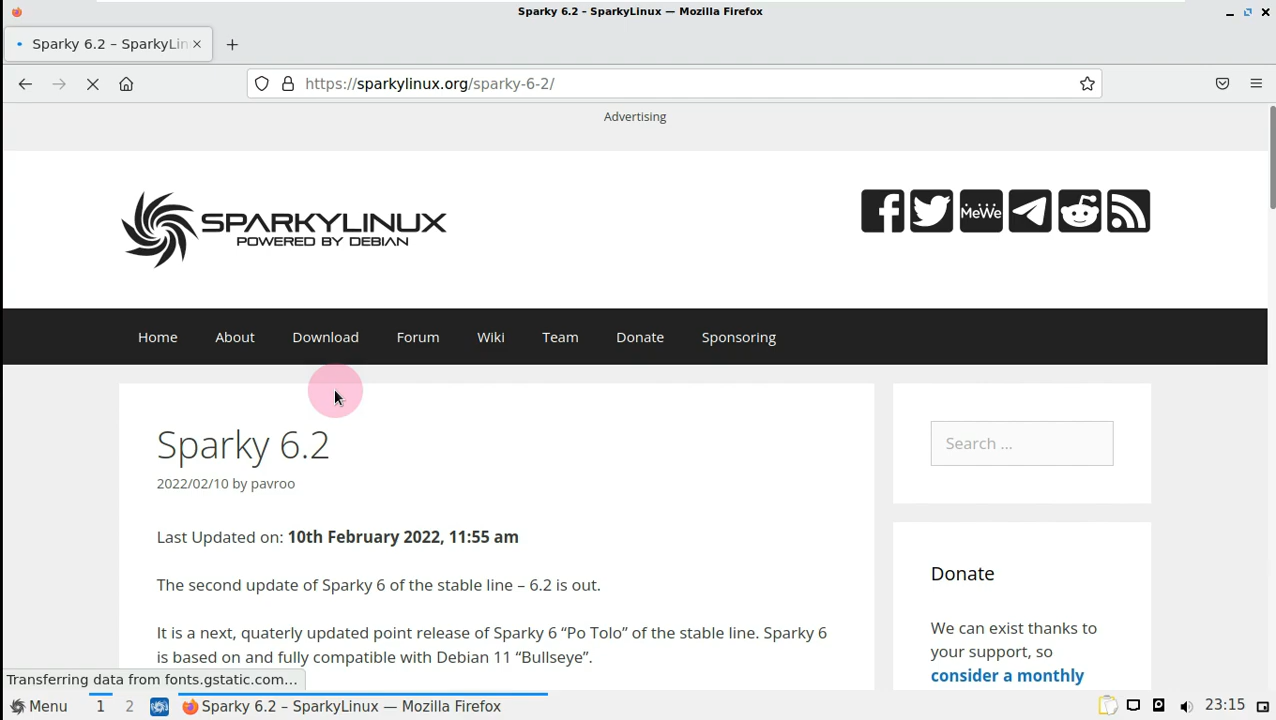 Sparky 6.2 – SparkyLinux — Mozilla Firefox
Sparky 6.2 – SparkyLin
https://sparkylinux.org/sparky-6-2/
Advertising
SPARKYLINUX
POWERED BY DEBIAN
MeWe
Home About Download Forum Wiki Team Donate Sponsoring
Sparky 6.2
2022/02/10 by pavroo
Search ...
Last Updated on: 10th February 2022, 11:55 am
The second update of Sparky 6 of the stable line – 6.2 is out.
It is a next, quaterly updated point release of Sparky 6 “Po Tolo” of the stable line. Sparky 6
is based on and fully compatible with Debian 11 “Bullseye”.
Donate
We can exist thanks to
your support, so
consider a monthly
Transferring data from fonts.gstatic.com…
Menu 1 2 Sparky 6.2 – SparkyLinux — Mozilla Firefox 23:15